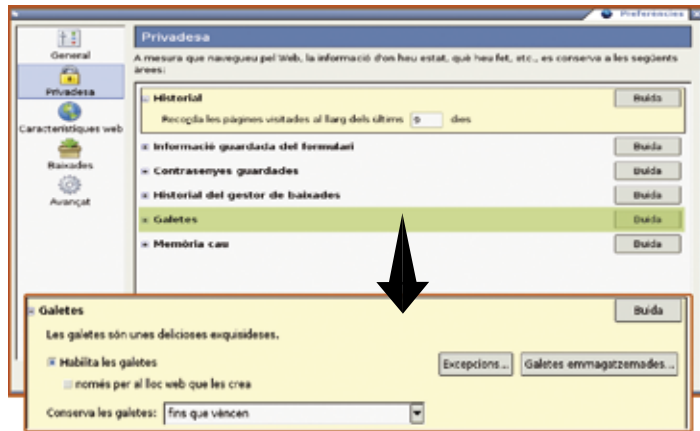 Preferències
General
Privadesa
Característiques web
Baixades
Avançat
Privadesa
A mesura que navegueu pel Web, la informació d'on heu estat, què heu fet, etc., es conserva a les següents
àrees:
Historial Buida
Recogda les pàgines visitades al llarg dels últims 9 dies
Informació guardada del formulari Buida
Contrasenyes guardades Buida
Historial del gestor de baixades Buida
Galetes Buida
Memòria cau Buida
Galetes Buida
Les galetes són unes delicioses exquisideses.
Habilita les galetes Excepcions... Galetes emmagatzemades...
només per al lloc web que les crea
Conserva les galetes: fins que vèncen